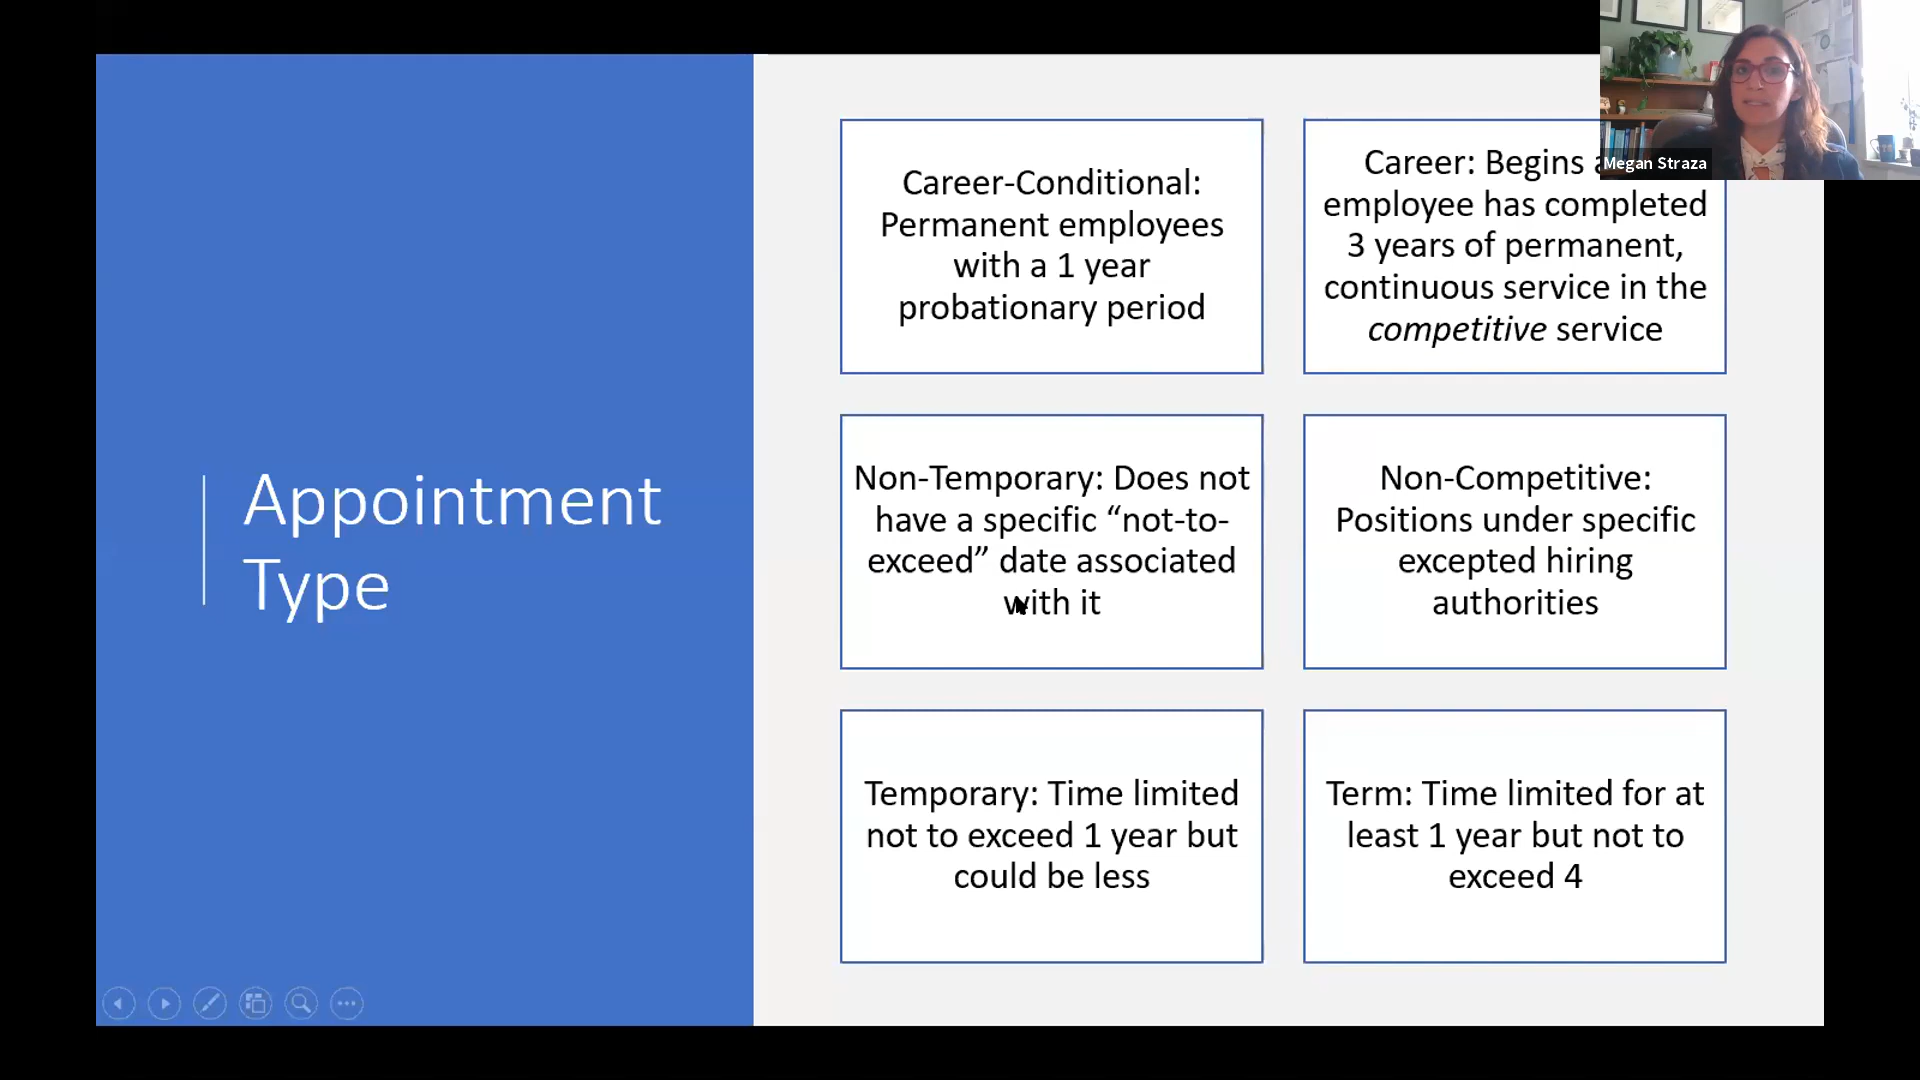 Appointment
Type
Career-Conditional:
Permanent employees
with a 1 year
probationary period
Career: Begins
employee has completed
3 years of permanent,
continuous service in the
competitive service
Non-Temporary: Does not
have a specific “not-to-
exceed” date associated
with it
Non-Competitive:
Positions under specific
excepted hiring
authorities
Temporary: Time limited
not to exceed 1 year but
could be less
Term: Time limited for at
least 1 year but not to
exceed 4
Megan Straza